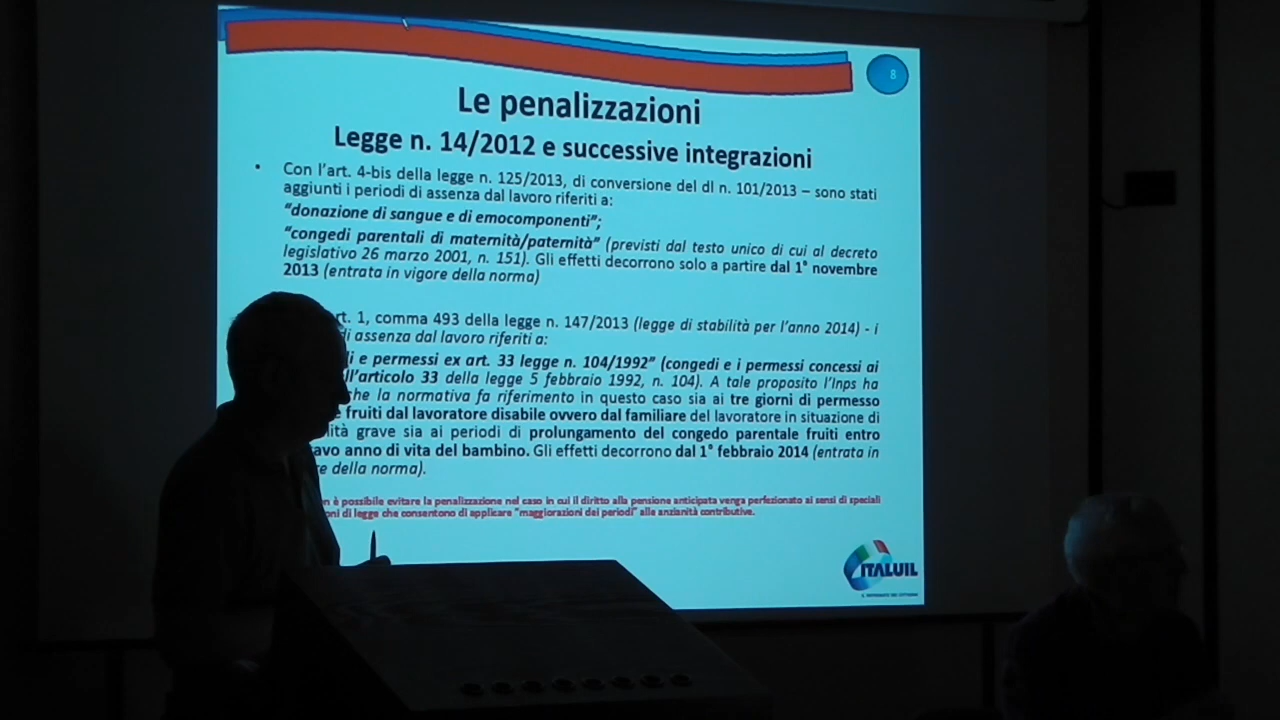 8
Le penalizzazioni
Legge n. 14/2012 e successive integrazioni
• Con l'art. 4-bis della legge n. 125/2013, di conversione del dl n. 101/2013 – sono stati
aggiunti i periodi di assenza dal lavoro riferiti a:
"donazione di sangue e di emocomponenti";
"congedi parentali di maternità/paternità" (previsti dal testo unico di cui al decreto
legislativo 26 marzo 2001, n. 151). Gli effetti decorrono solo a partire dal 1° novembre
2013 (entrata in vigore della norma)
rt. 1, comma 493 della legge n. 147/2013 (legge di stabilità per l'anno 2014) - i
di assenza dal lavoro riferiti a:
di e permessi ex art. 33 legge n. 104/1992" (congedi e i permessi concessi ai
ll'articolo 33 della legge 5 febbraio 1992, n. 104). A tale proposito l'Inps ha
che la normativa fa riferimento in questo caso sia ai tre giorni di permesso
e fruiti dal lavoratore disabile ovvero dal familiare del lavoratore in situazione di
lità grave sia ai periodi di prolungamento del congedo parentale fruiti entro
avo anno di vita del bambino. Gli effetti decorrono dal 1° febbraio 2014 (entrata in
re della norma).
n è possibile evitare la penalizzazione nel caso in cui il diritto alla pensione anticipata venga perfezionato ai sensi di speciali
oni di legge che consentono di applicare "maggiorazioni dei periodi" alle anzianità contributive.
ITALUIL